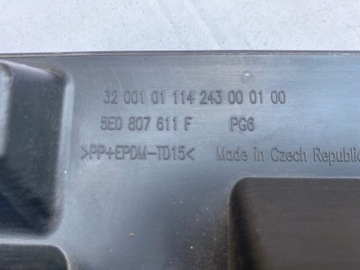 32 001 01 114 243 00 01 00
5E0 807 611 F PG6
>PP+EPDM-TD15< Made in Czech Republic